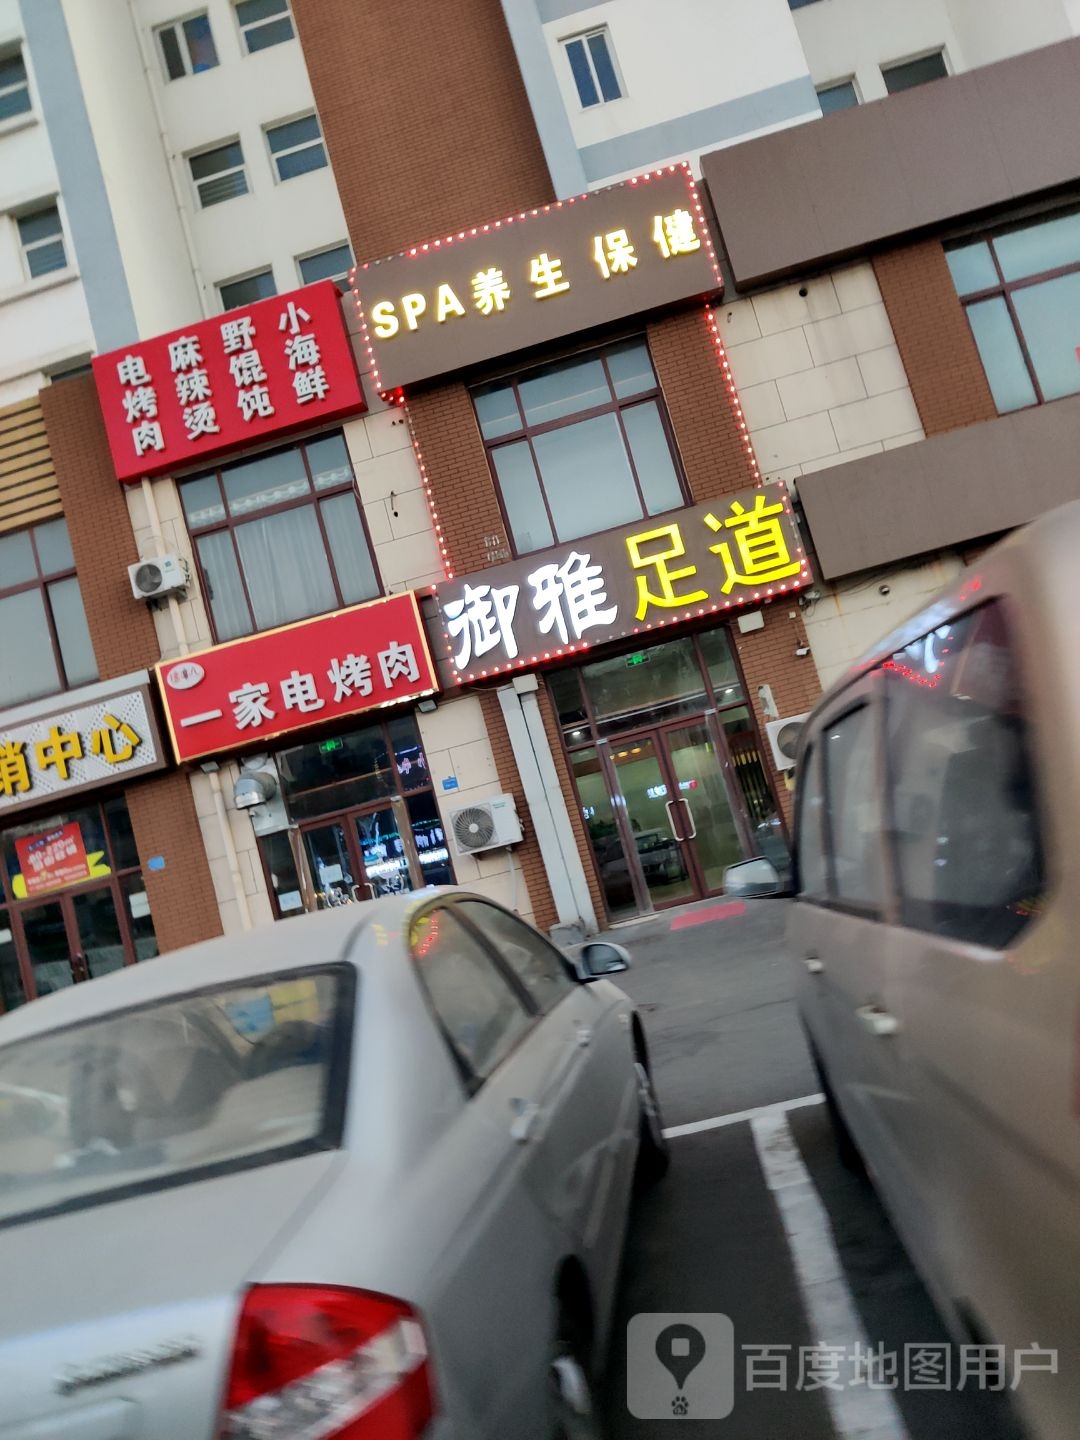 SPA养生保健
小海鲜
野馄饨
麻辣烫
电烤肉
御雅足道
一家电烤肉
销中心
百度地图用户